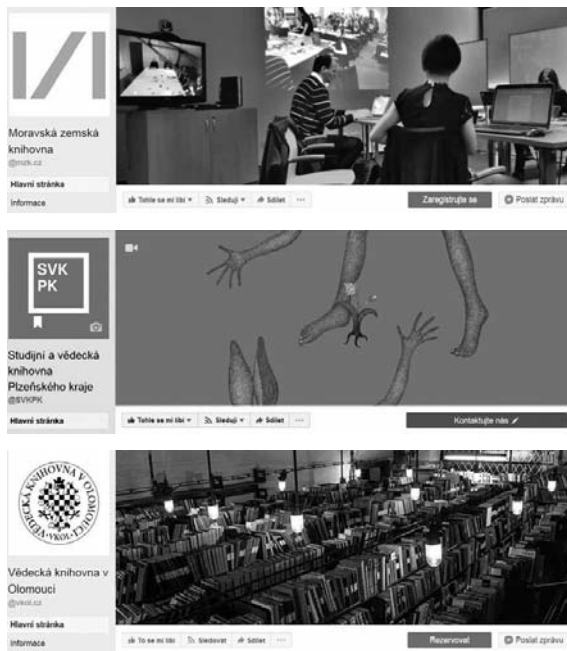 Moravská zemská
knihovna
@mzk.cz
Hlavní stránka
Informace
Tohle se mi líbí Sleduji Sdílet ...
Zaregistrujte se
Poslat zprávu
SVK
PK
Studijní a vědecká
knihovna
Plzeňského kraje
@SVKPK
Hlavní stránka
Tohle se mi líbí Sleduji Sdílet ...
Kontaktujte nás
VĚDECKÁ KNIHOVNA V OLOMOUCI
VKOL
Vědecká knihovna v
Olomouci
@vkol.cz
Hlavní stránka
Informace
To se mi líbí Sledovat Sdílet ...
Rezervovat
Poslat zprávu